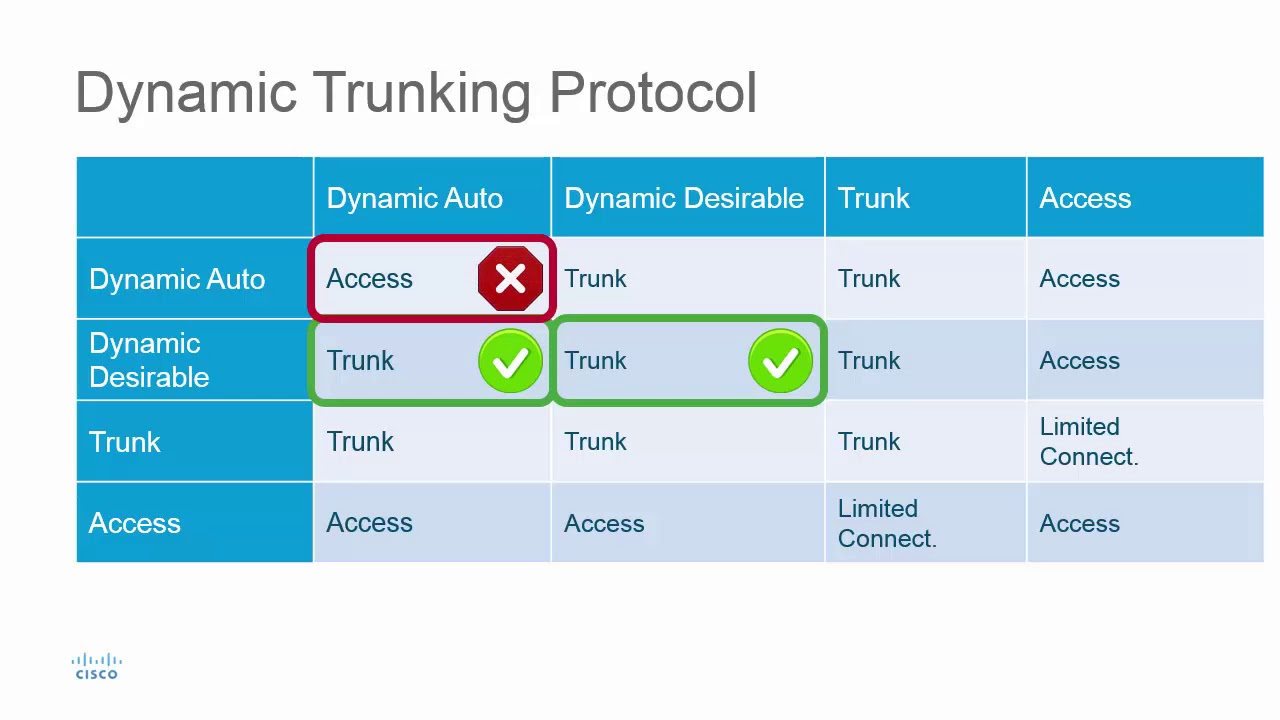 Dynamic Trunking Protocol
Dynamic Auto Dynamic Desirable Trunk Access
Dynamic Auto Access Trunk Trunk Access
Dynamic
Desirable Trunk Trunk Trunk Access
Trunk Trunk Trunk Trunk Limited
Connect.
Access Access Access Limited
Connect. Access
CISCO